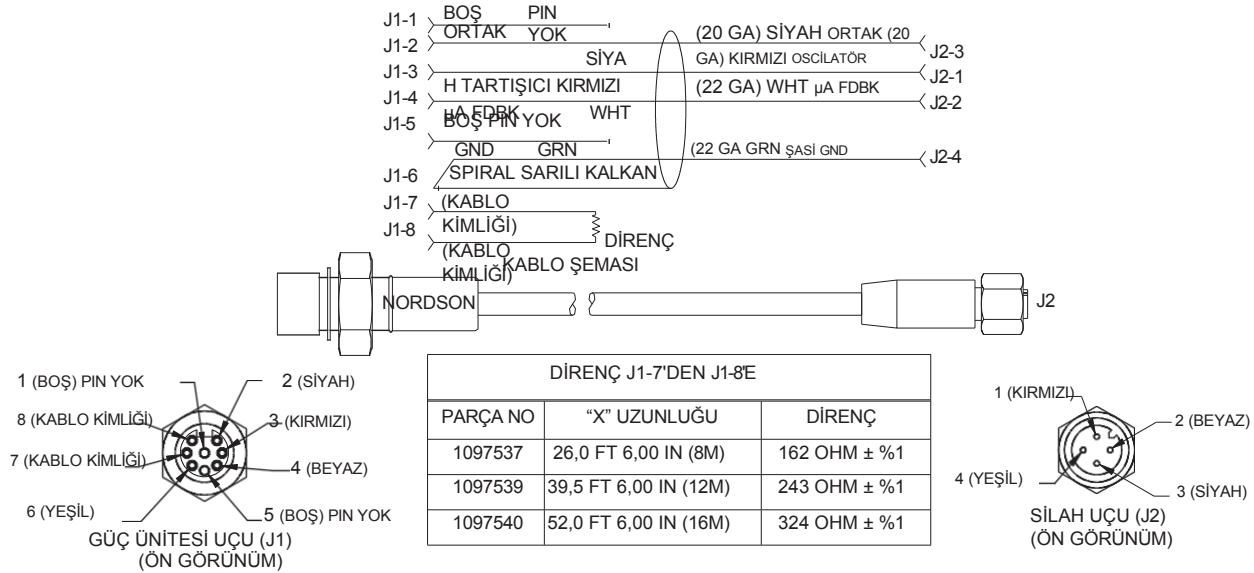 J1-1 BOŞ PIN
J1-2 ORTAK YOK (20 GA) SİYAH ORTAK (20 J2-3
J1-3 SİYA GA) KIRMIZI OSCİLATÖR J2-1
J1-4 H TARTIŞICI KIRMIZI (22 GA) WHT µA FDBK J2-2
µA FDBK WHT
J1-5 BOŞ PIN YOK
GND GRN (22 GA GRN ŞASİ GND J2-4
J1-6 SPIRAL SARILI KALKAN
J1-7 (KABLO
KİMLİĞİ)
J1-8 DİRENÇ
(KABLO
KİMLİĞİ)
KABLO ŞEMASI
NORDSON
J2
1 (BOŞ) PIN YOK
2 (SİYAH)
8 (KABLO KİMLİĞİ)
3 (KIRMIZI)
7 (KABLO KİMLİĞİ)
4 (BEYAZ)
6 (YEŞİL)
5 (BOŞ) PIN YOK
GÜÇ ÜNİTESİ UÇU (J1)
(ÖN GÖRÜNÜM)
DİRENÇ J1-7'DEN J1-8'E
PARÇA NO “X” UZUNLUĞU DİRENÇ
1097537 26,0 FT 6,00 IN (8M) 162 OHM ± %1
1097539 39,5 FT 6,00 IN (12M) 243 OHM ± %1
1097540 52,0 FT 6,00 IN (16M) 324 OHM ± %1
1 (KIRMIZI)
2 (BEYAZ)
4 (YEŞİL)
3 (SİYAH)
SİLAH UÇU (J2)
(ÖN GÖRÜNÜM)